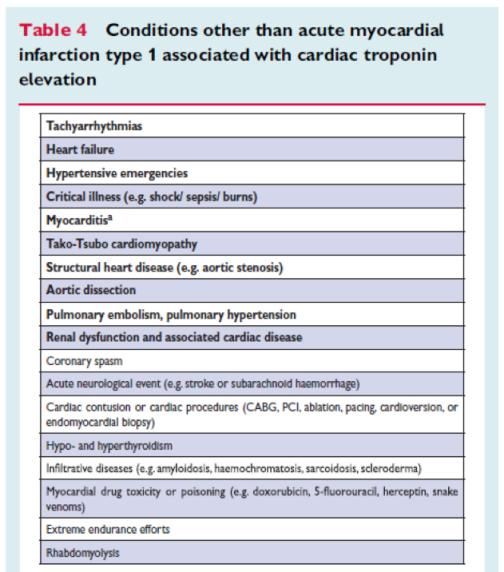 Table 4 Conditions other than acute myocardial
infarction type 1 associated with cardiac troponin
elevation
Tachyarrhythmias
Heart failure
Hypertensive emergencies
Critical illness (e.g. shock/ sepsis/ burns)
Myocarditisª
Tako-Tsubo cardiomyopathy
Structural heart disease (e.g. aortic stenosis)
Aortic dissection
Pulmonary embolism, pulmonary hypertension
Renal dysfunction and associated cardiac disease
Coronary spasm
Acute neurological event (e.g. stroke or subarachnoid haemorrhage)
Cardiac contusion or cardiac procedures (CABG, PCI, ablation, pacing, cardioversion, or
endomyocardial biopsy)
Hypo- and hyperthyroidism
Infiltrative diseases (e.g. amyloidosis, haemochromatosis, sarcoidosis, scleroderma)
Myocardial drug toxicity or poisoning (e.g. doxorubicin, 5-fluorouracil, herceptin, snake
venoms)
Extreme endurance efforts
Rhabdomyolysis